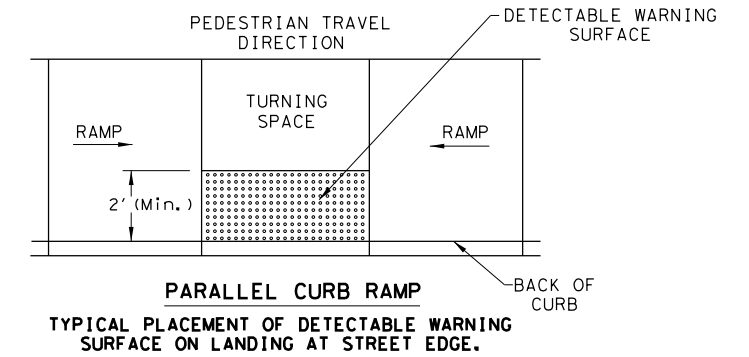 PEDESTRIAN TRAVEL
DIRECTION
DETECTABLE WARNING
SURFACE
TURNING
SPACE
RAMP
RAMP
2' (Min.)
BACK OF
CURB
PARALLEL CURB RAMP
TYPICAL PLACEMENT OF DETECTABLE WARNING
SURFACE ON LANDING AT STREET EDGE.